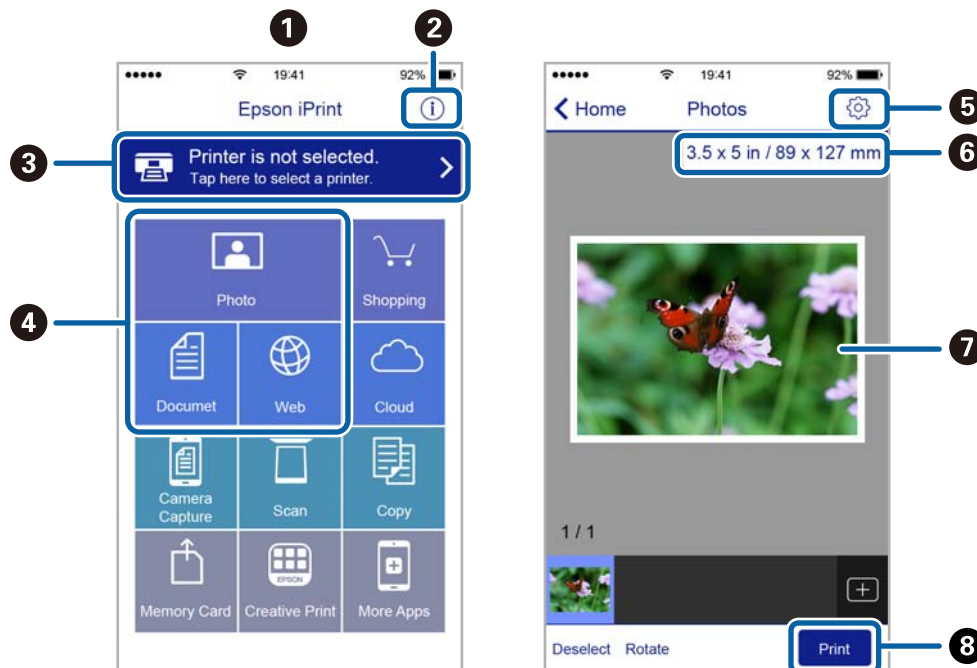 1
2
●●●●● 19:41 92%
Epson iPrint
3
Printer is not selected.
Tap here to select a printer.
4
Photo
Shopping
Documet
Web
Cloud
Camera
Capture
Scan
Copy
EPSON
Memory Card
Creative Print
More Apps
●●●●● 19:41 92%
Home
Photos
5
3.5 x 5 in / 89 x 127 mm
6
7
1 / 1
Deselect
Rotate
Print
8